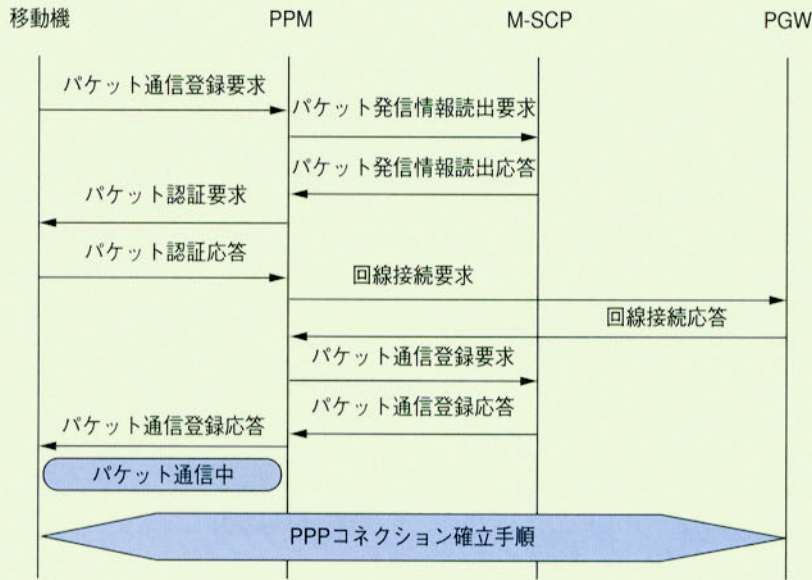 移動機 PPM M-SCP PGW
パケット通信登録要求
パケット発信情報読出要求
パケット発信情報読出応答
パケット認証要求
パケット認証応答
回線接続要求
回線接続応答
パケット通信登録要求
パケット通信登録応答
パケット通信登録応答
パケット通信中
PPPコネクション確立手順